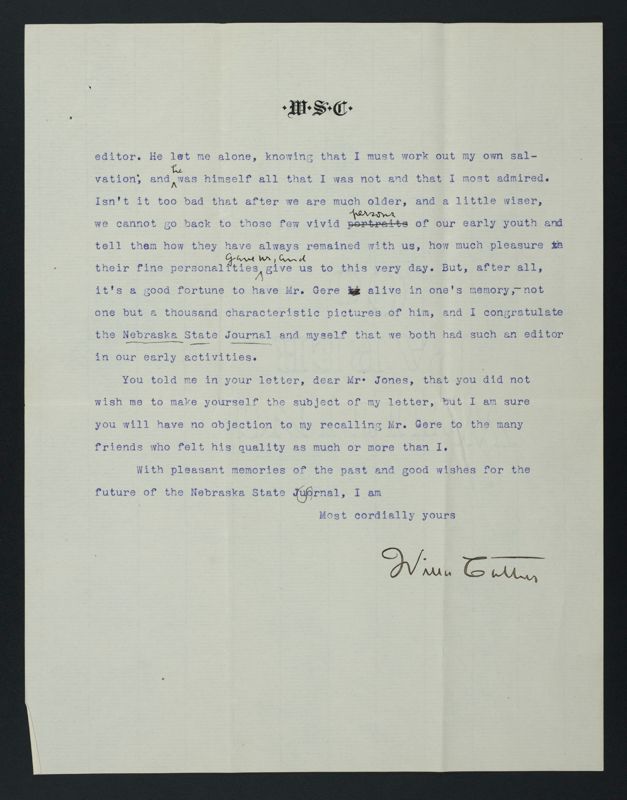 ·W·S·C·
editor. He let me alone, knowing that I must work out my own sal-
vation, and he was himself all that I was not and that I most admired.
Isn't it too bad that after we are much older, and a little wiser,
we cannot go back to those few vivid portraits persons of our early youth and
tell them how they have always remained with us, how much pleasure
their fine personalities gave us, and give us to this very day. But, after all,
it's a good fortune to have Mr. Gere alive in one's memory,- not
one but a thousand characteristic pictures of him, and I congratulate
the Nebraska State Journal and myself that we both had such an editor
in our early activities.
You told me in your letter, dear Mr. Jones, that you did not
wish me to make yourself the subject of my letter, but I am sure
you will have no objection to my recalling Mr. Gere to the many
friends who felt his quality as much or more than I.
With pleasant memories of the past and good wishes for the
future of the Nebraska State Juornal, I am
Most cordially yours
Willa Cather